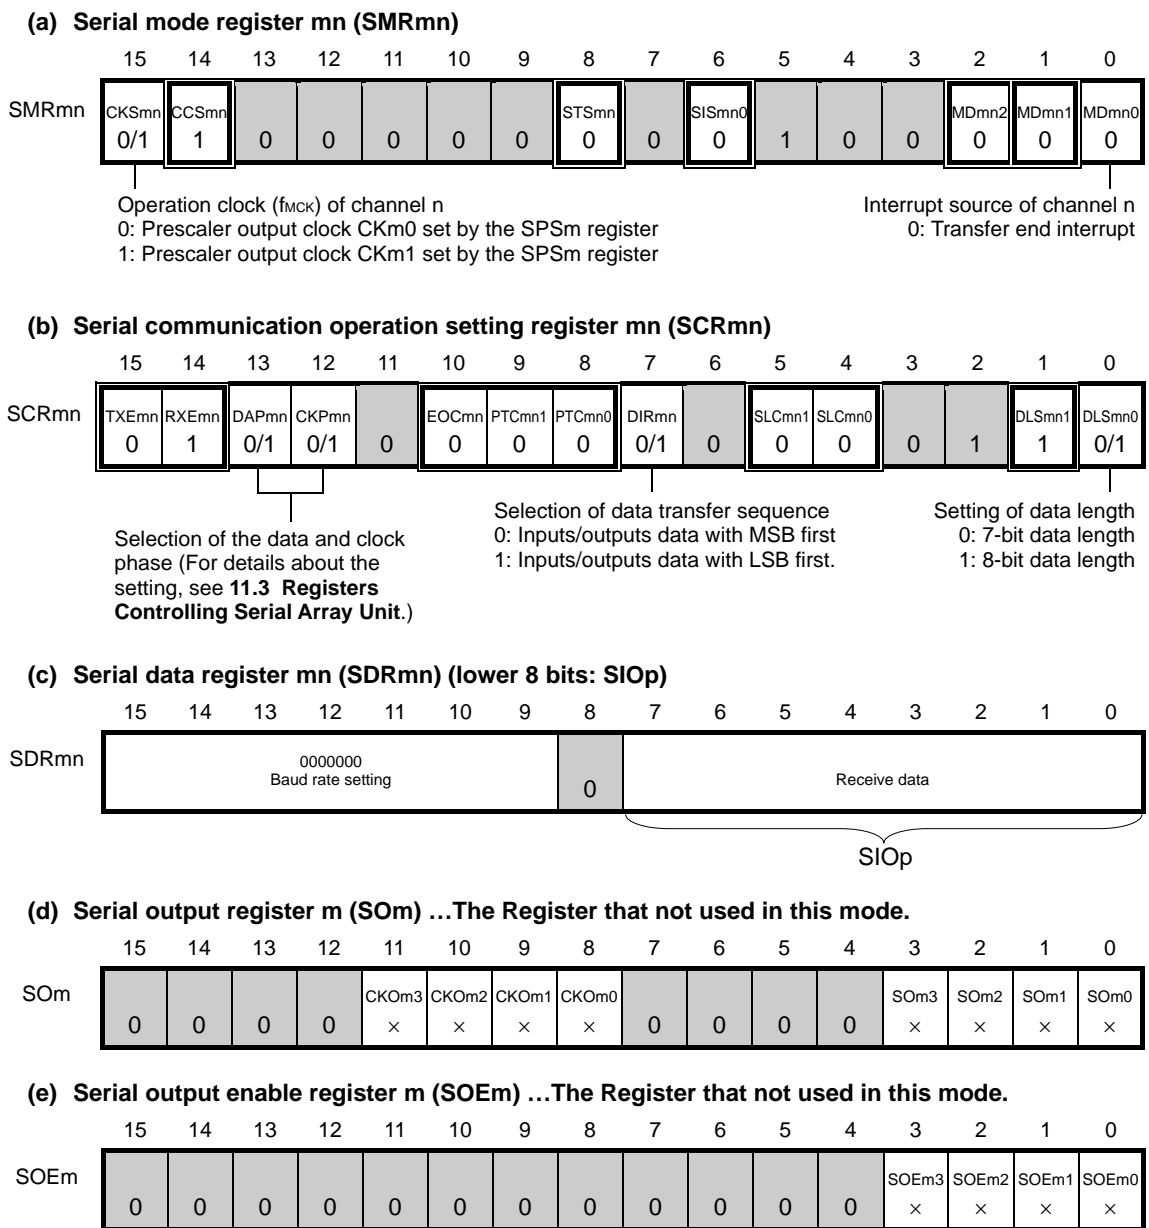 (a) Serial mode register mn (SMRmn)
15 14 13 12 11 10 9 8 7 6 5 4 3 2 1 0
SMRmn
CKSmn CCSmn STSmn SISmn0 MDmn2 MDmn1 MDmn0
0/1 1 0 0 0 0 0 0 0 0 1 0 0 0 0 0
Operation clock (fMCK) of channel n
0: Prescaler output clock CKm0 set by the SPSm register
1: Prescaler output clock CKm1 set by the SPSm register
Interrupt source of channel n
0: Transfer end interrupt
(b) Serial communication operation setting register mn (SCRmn)
15 14 13 12 11 10 9 8 7 6 5 4 3 2 1 0
SCRmn
TXEmn RXEmn DAPmn CKPmn EOCmn PTCmn1 PTCmn0 DIRmn SLCmn1 SLCmn0 DLSmn1 DLSmn0
0 1 0/1 0/1 0 0 0 0 0/1 0 0 0 0 1 1 0/1
Selection of the data and clock
phase (For details about the
setting, see 11.3 Registers
Controlling Serial Array Unit.)
Selection of data transfer sequence
0: Inputs/outputs data with MSB first
1: Inputs/outputs data with LSB first.
Setting of data length
0: 7-bit data length
1: 8-bit data length
(c) Serial data register mn (SDRmn) (lower 8 bits: SIOp)
15 14 13 12 11 10 9 8 7 6 5 4 3 2 1 0
SDRmn
0000000
Baud rate setting
0
Receive data
SIOp
(d) Serial output register m (SOm) …The Register that not used in this mode.
15 14 13 12 11 10 9 8 7 6 5 4 3 2 1 0
SOm
CKOm3 CKOm2 CKOm1 CKOm0 SOm3 SOm2 SOm1 SOm0
0 0 0 0 × × × × 0 0 0 0 × × × ×
(e) Serial output enable register m (SOEm) …The Register that not used in this mode.
15 14 13 12 11 10 9 8 7 6 5 4 3 2 1 0
SOEm
SOEm3 SOEm2 SOEm1 SOEm0
0 0 0 0 0 0 0 0 0 0 0 0 × × × ×